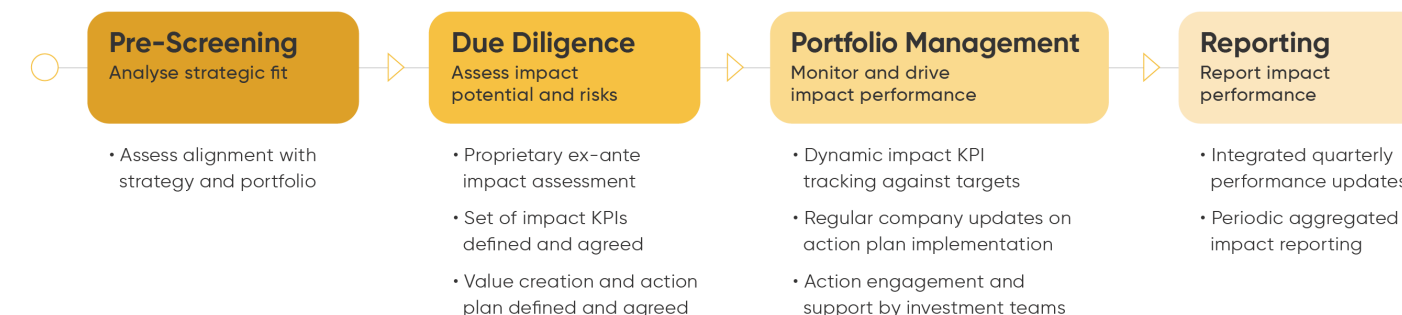 Pre-Screening
Analyse strategic fit
• Assess alignment with
strategy and portfolio
Due Diligence
Assess impact
potential and risks
• Proprietary ex-ante
impact assessment
• Set of impact KPIs
defined and agreed
• Value creation and action
plan defined and agreed
Portfolio Management
Monitor and drive
impact performance
• Dynamic impact KPI
tracking against targets
• Regular company updates on
action plan implementation
• Action engagement and
support by investment teams
Reporting
Report impact
performance
• Integrated quarterly
performance updates
• Periodic aggregated
impact reporting